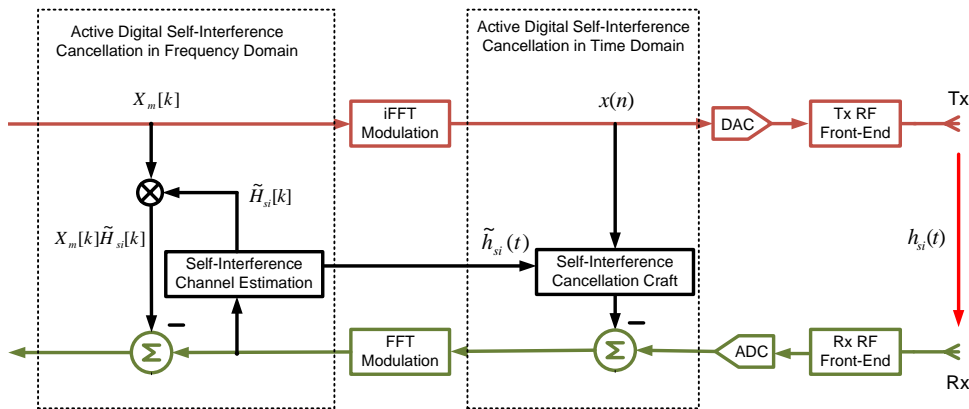 Active Digital Self-Interference
Cancellation in Frequency Domain
Active Digital Self-Interference
Cancellation in Time Domain
X_m[k]
iFFT
Modulation
x(n)
DAC
Tx RF
Front-End
Tx
H̃_si[k]
X_m[k]H̃_si[k]
Self-Interference
Channel Estimation
h̃_si(t)
Self-Interference
Cancellation Craft
h_si(t)
Σ
FFT
Modulation
Σ
ADC
Rx RF
Front-End
Rx